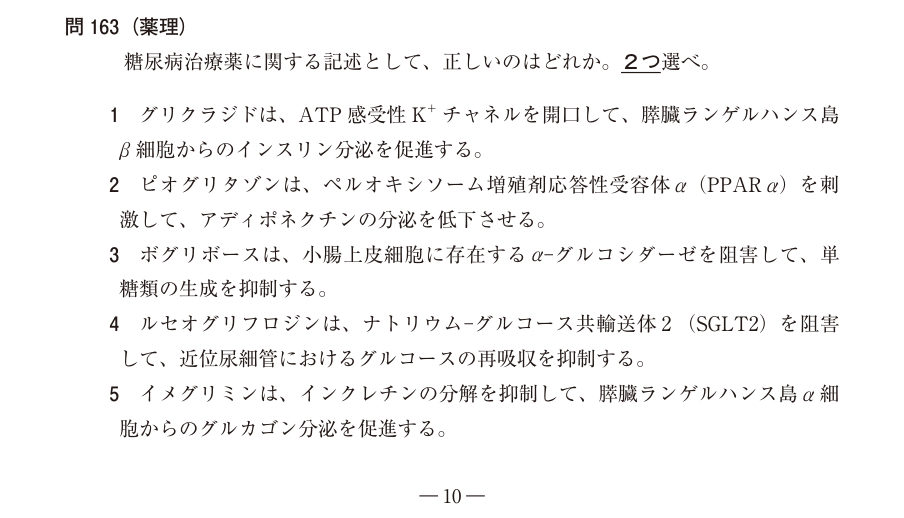 問 163（薬理）
糖尿病治療薬に関する記述として、正しいのはどれか。2つ選べ。
1　グリクラジドは、ATP 感受性 K⁺ チャネルを開口して、膵臓ランゲルハンス島
β 細胞からのインスリン分泌を促進する。
2　ピオグリタゾンは、ペルオキシソーム増殖剤応答性受容体 α（PPAR α）を刺
激して、アディポネクチンの分泌を低下させる。
3　ボグリボースは、小腸上皮細胞に存在する α-グルコシダーゼを阻害して、単
糖類の生成を抑制する。
4　ルセオグリフロジンは、ナトリウム-グルコース共輸送体 2（SGLT2）を阻害
して、近位尿細管におけるグルコースの再吸収を抑制する。
5　イメグリミンは、インクレチンの分解を抑制して、膵臓ランゲルハンス島 α 細
胞からのグルカゴン分泌を促進する。
— 10 —